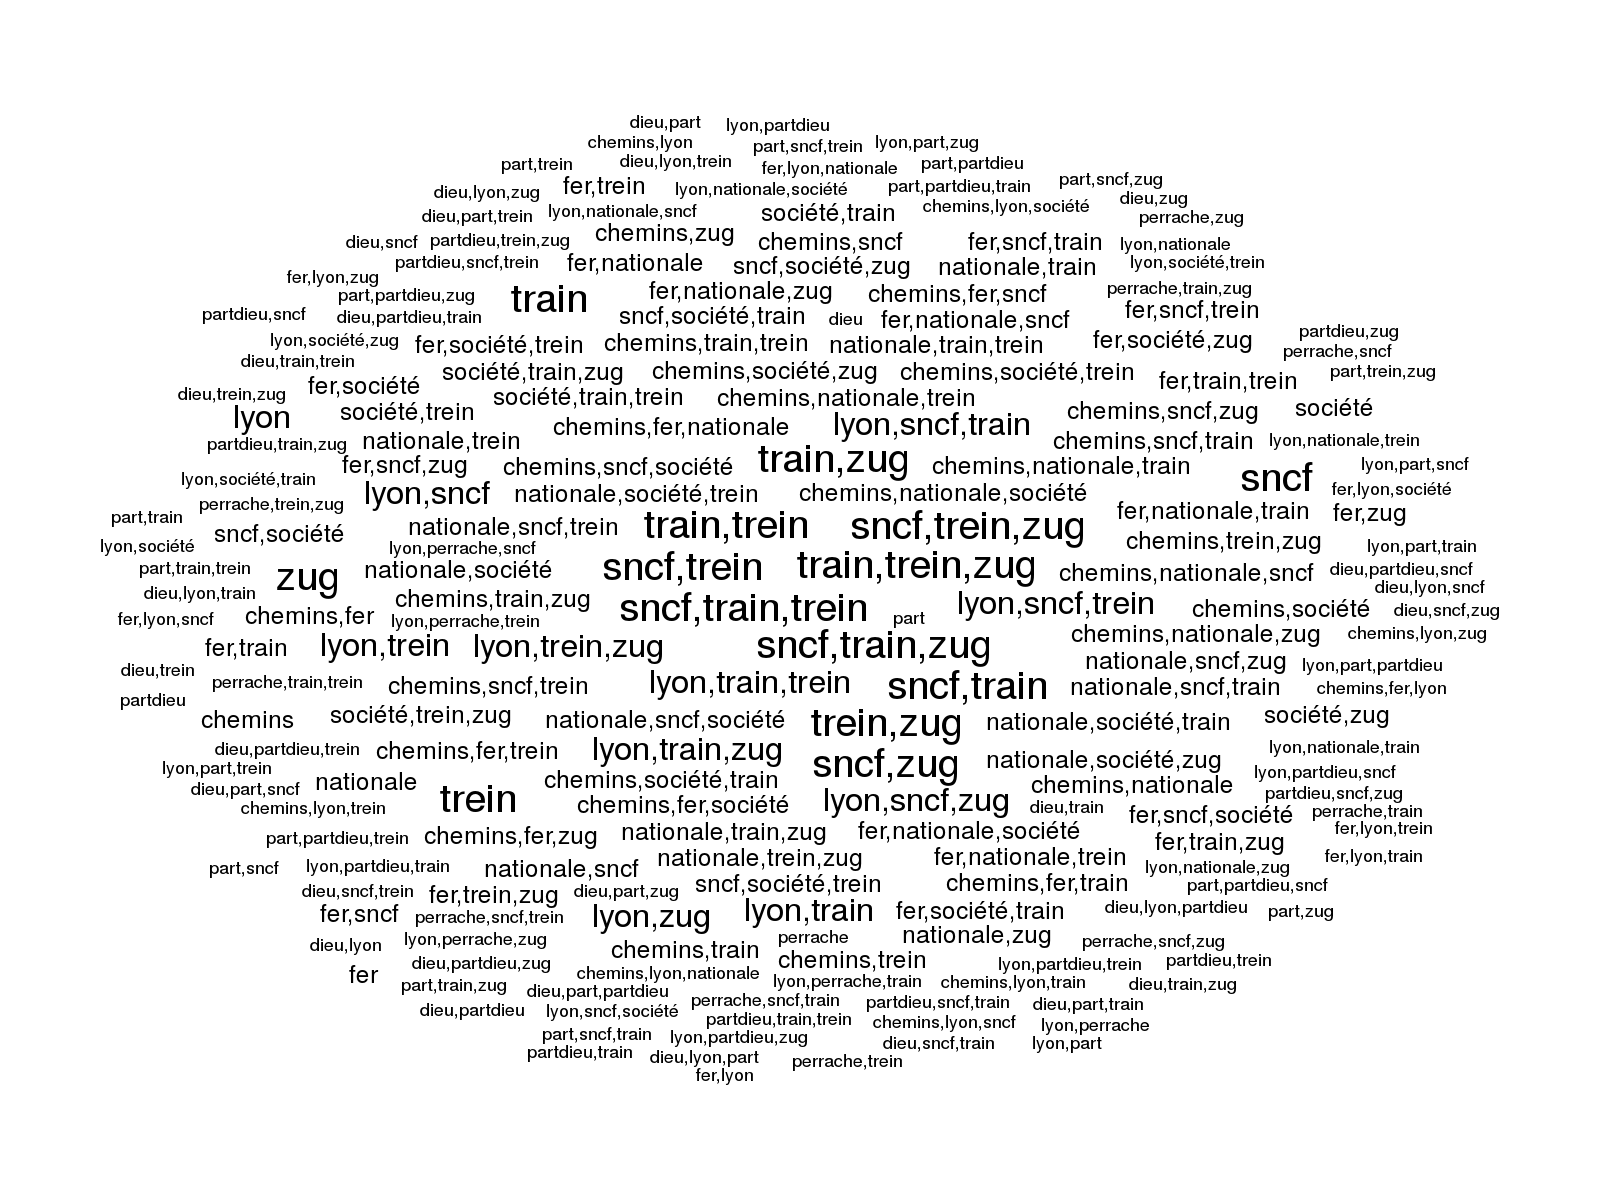 dieu,part lyon,partdieu
chemins,lyon part,sncf,trein lyon,part,zug
part,trein dieu,lyon,trein fer,lyon,nationale part,partdieu
dieu,lyon,zug fer,trein lyon,nationale,société part,partdieu,train part,sncf,zug
dieu,part,trein lyon,nationale,sncf société,train chemins,lyon,société dieu,zug
perrache,zug
dieu,sncf partdieu,trein,zug chemins,zug chemins,sncf fer,sncf,train lyon,nationale
partdieu,sncf,trein fer,nationale sncf,société,zug nationale,train lyon,société,trein
fer,lyon,zug
part,partdieu,zug train fer,nationale,zug chemins,fer,sncf perrache,train,zug
partdieu,sncf dieu,partdieu,train sncf,société,train dieu fer,nationale,sncf fer,sncf,trein
lyon,société,zug fer,société,trein chemins,train,trein nationale,train,trein fer,société,zug partdieu,zug
perrache,sncf
dieu,train,trein société,train,zug chemins,société,zug chemins,société,trein fer,train,trein part,trein,zug
dieu,trein,zug fer,société société,train,trein chemins,nationale,trein
lyon société,trein chemins,fer,nationale lyon,sncf,train chemins,sncf,zug société
partdieu,train,zug nationale,trein chemins,sncf,train lyon,nationale,trein
fer,sncf,zug chemins,sncf,société train,zug chemins,nationale,train lyon,part,sncf
lyon,société,train lyon,sncf nationale,société,trein chemins,nationale,société sncf fer,lyon,société
perrache,trein,zug
part,train sncf,société nationale,sncf,trein train,trein sncf,trein,zug fer,nationale,train fer,zug
lyon,société lyon,perrache,sncf chemins,trein,zug lyon,part,train
part,train,trein zug nationale,société sncf,trein train,trein,zug chemins,nationale,sncf dieu,partdieu,sncf
dieu,lyon,train chemins,train,zug dieu,lyon,sncf
fer,lyon,sncf chemins,fer lyon,perrache,trein sncf,train,trein part lyon,sncf,trein chemins,société dieu,sncf,zug
fer,train lyon,trein lyon,trein,zug sncf,train,zug chemins,nationale,zug chemins,lyon,zug
dieu,trein nationale,sncf,zug lyon,part,partdieu
partdieu perrache,train,trein chemins,sncf,trein lyon,train,trein sncf,train nationale,sncf,train chemins,fer,lyon
chemins société,trein,zug nationale,sncf,société trein,zug nationale,société,train société,zug
dieu,partdieu,trein chemins,fer,trein lyon,train,zug lyon,nationale,train
lyon,part,trein sncf,zug nationale,société,zug lyon,partdieu,sncf
dieu,part,sncf nationale chemins,société,train chemins,nationale partdieu,sncf,zug
chemins,lyon,trein trein chemins,fer,société lyon,sncf,zug dieu,train fer,sncf,société perrache,train
part,partdieu,trein chemins,fer,zug nationale,train,zug fer,nationale,société fer,train,zug fer,lyon,trein
part,sncf lyon,partdieu,train nationale,sncf nationale,trein,zug fer,nationale,trein lyon,nationale,zug fer,lyon,train
dieu,sncf,trein fer,trein,zug dieu,part,zug sncf,société,trein chemins,fer,train part,partdieu,sncf
fer,sncf perrache,sncf,trein lyon,zug lyon,train fer,société,train dieu,lyon,partdieu part,zug
dieu,lyon lyon,perrache,zug chemins,train perrache nationale,zug perrache,sncf,zug
fer dieu,partdieu,zug chemins,lyon,nationale chemins,trein lyon,partdieu,trein partdieu,trein
part,train,zug dieu,part,partdieu lyon,perrache,train chemins,lyon,train dieu,train,zug
dieu,partdieu lyon,sncf,société perrache,sncf,train partdieu,sncf,train dieu,part,train
part,sncf,train partdieu,train,trein chemins,lyon,sncf lyon,perrache
partdieu,train lyon,partdieu,zug dieu,sncf,train lyon,part
dieu,lyon,part perrache,trein
fer,lyon